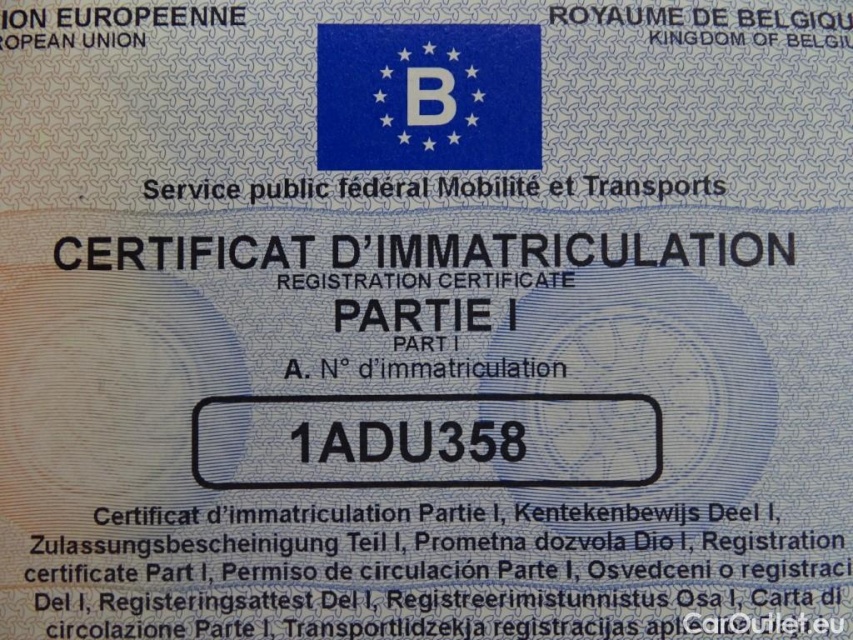 ION EUROPEENNE
ROPEAN UNION
ROYAUME DE BELGIQU
KINGDOM OF BELGIU
B
Service public fédéral Mobilité et Transports
CERTIFICAT D'IMMATRICULATION
REGISTRATION CERTIFICATE
PARTIE I
PART I
A. N° d'immatriculation
1ADU358
Certificat d'immatriculation Partie I, Kentekenbewijs Deel I,
Zulassungsbescheinigung Teil I, Prometna dozvola Dio I, Registration
certificate Part I, Permiso de circulación Parte I, Osvedceni o registraci
Del I, Registeringsattest Del I, Registreerimistunnistus Osa I, Carta di
circolazione Parte I, Transportlidzekja registracijas
CarOutlet.eu